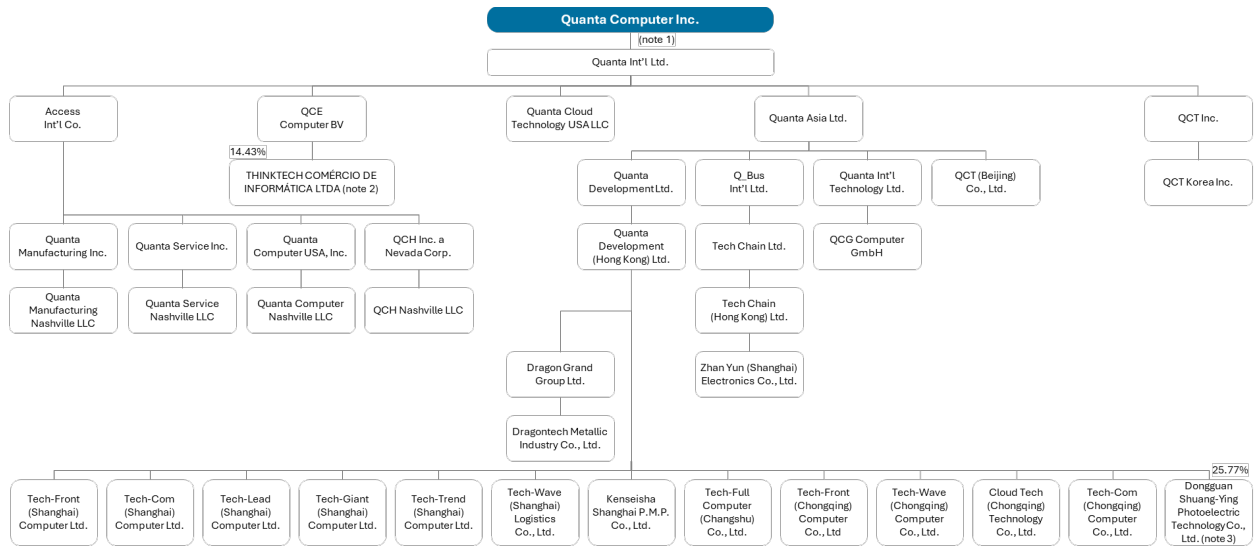 Quanta Computer Inc.
(note 1)
Quanta Int'l Ltd.
Access
Int'l Co.
QCE
Computer BV
Quanta Cloud
Technology USA LLC
Quanta Asia Ltd.
QCT Inc.
14.43%
THINKTECH COMÉRCIO DE
INFORMÁTICA LTDA (note 2)
Quanta
Development Ltd.
Q_Bus
Int'l Ltd.
Quanta Int'l
Technology Ltd.
QCT (Beijing)
Co., Ltd.
QCT Korea Inc.
Quanta
Manufacturing Inc.
Quanta Service Inc.
Quanta
Computer USA, Inc.
QCH Inc. a
Nevada Corp.
Quanta
Development
(Hong Kong) Ltd.
Tech Chain Ltd.
QCG Computer
GmbH
Quanta
Manufacturing
Nashville LLC
Quanta Service
Nashville LLC
Quanta Computer
Nashville LLC
QCH Nashville LLC
Tech Chain
(Hong Kong) Ltd.
Dragon Grand
Group Ltd.
Zhan Yun (Shanghai)
Electronics Co., Ltd.
Dragontech Metallic
Industry Co., Ltd.
25.77%
Tech-Front
(Shanghai)
Computer Ltd.
Tech-Com
(Shanghai)
Computer Ltd.
Tech-Lead
(Shanghai)
Computer Ltd.
Tech-Giant
(Shanghai)
Computer Ltd.
Tech-Trend
(Shanghai)
Computer Ltd.
Tech-Wave
(Shanghai)
Logistics
Co., Ltd.
Kenseisha
Shanghai P.M.P.
Co., Ltd.
Tech-Full
Computer
(Changshu)
Co., Ltd.
Tech-Front
(Chongqing)
Computer
Co., Ltd
Tech-Wave
(Chongqing)
Computer
Co., Ltd.
Cloud Tech
(Chongqing)
Technology
Co., Ltd.
Tech-Com
(Chongqing)
Computer
Co., Ltd.
Dongguan
Shuang-Ying
Photoelectric
Technology Co.,
Ltd. (note 3)